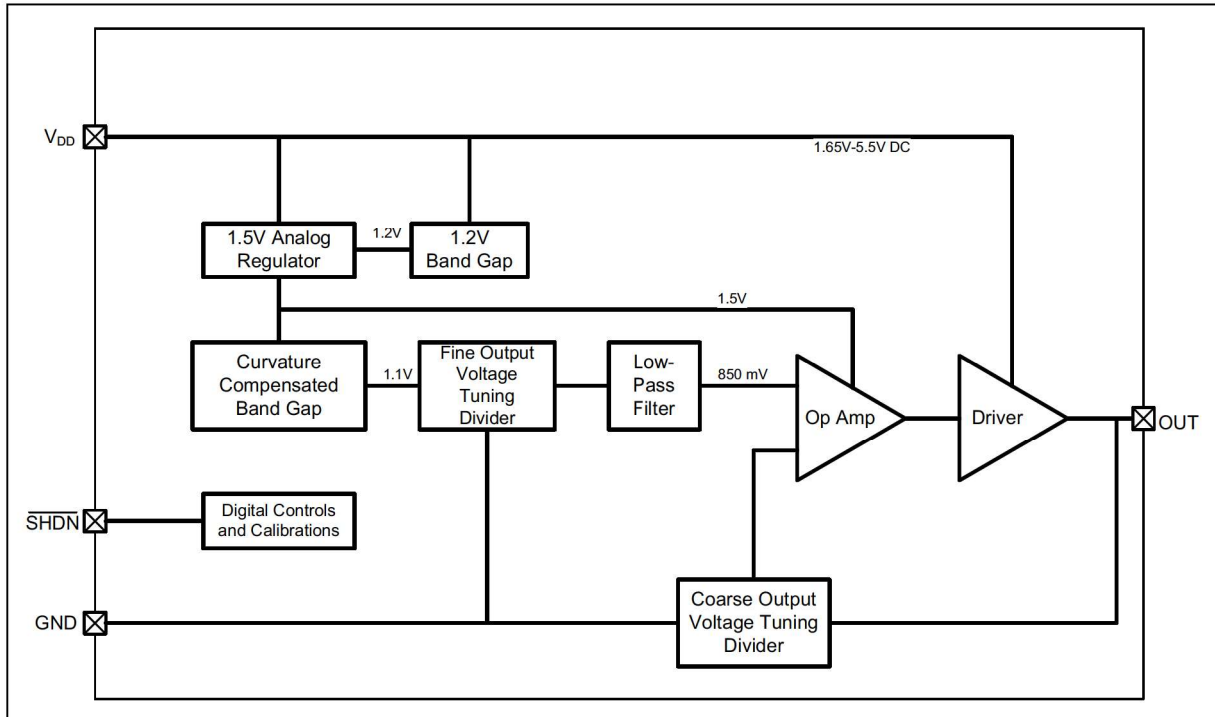 VDD
1.65V-5.5V DC
1.5V Analog
Regulator
1.2V
1.2V
Band Gap
1.5V
Curvature
Compensated
Band Gap
1.1V
Fine Output
Voltage
Tuning
Divider
Low-
Pass
Filter
850 mV
Op Amp
Driver
OUT
SHDN
Digital Controls
and Calibrations
GND
Coarse Output
Voltage Tuning
Divider